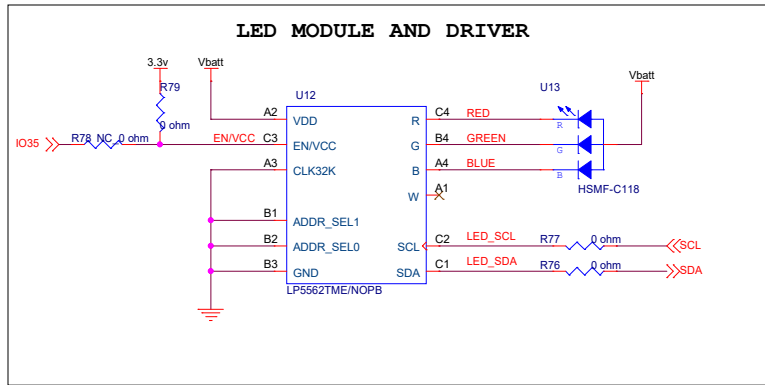 LED MODULE AND DRIVER
3.3v
Vbatt
R79
0 ohm
U12
U13
Vbatt
IO35
R78 NC_0 ohm
EN/VCC
A2
VDD
C3
EN/VCC
A3
CLK32K
B1
ADDR_SEL1
B2
ADDR_SEL0
B3
GND
R
C4
RED
R
G
B4
GREEN
G
B
A4
BLUE
B
W
A1
HSMF-C118
SCL
C2
LED_SCL
R77
0 ohm
SCL
SDA
C1
LED_SDA
R76
0 ohm
SDA
LP5562TME/NOPB